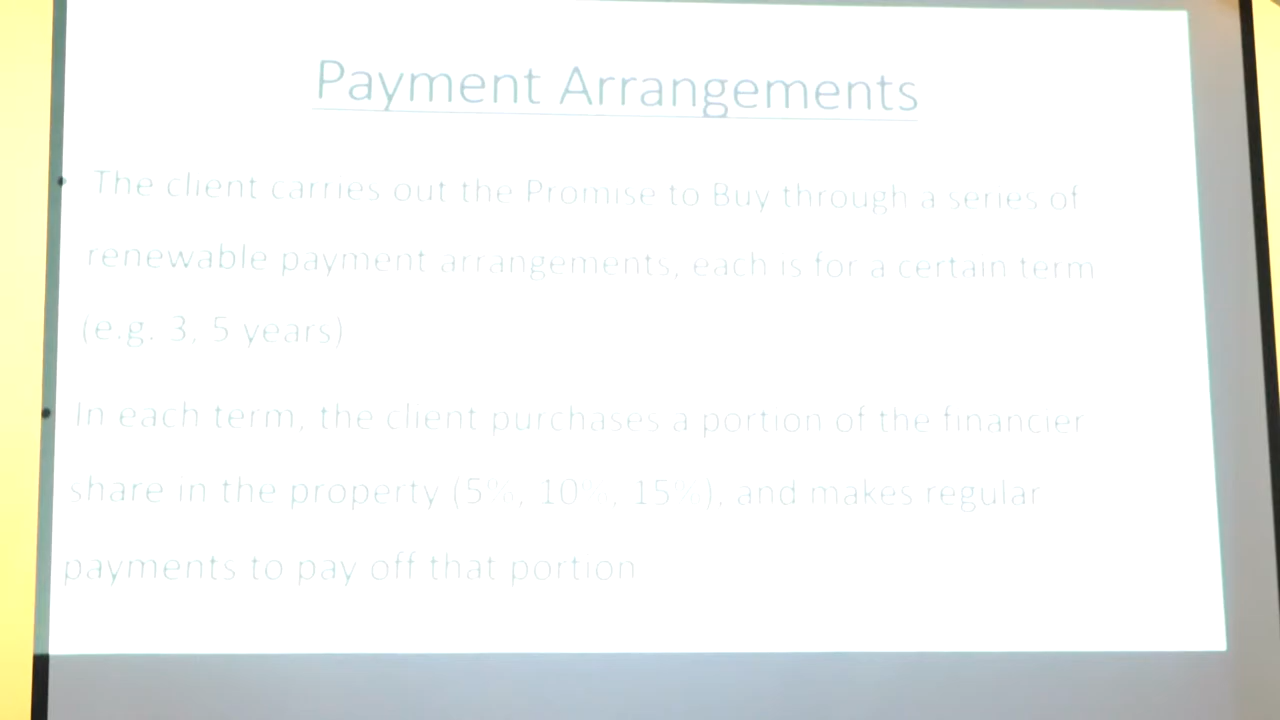 Payment Arrangements
• The client carries out the Promise to Buy through a series of
renewable payment arrangements, each is for a certain term
(e.g. 3, 5 years)
• In each term, the client purchases a portion of the financier
share in the property (5%, 10%, 15%), and makes regular
payments to pay off that portion